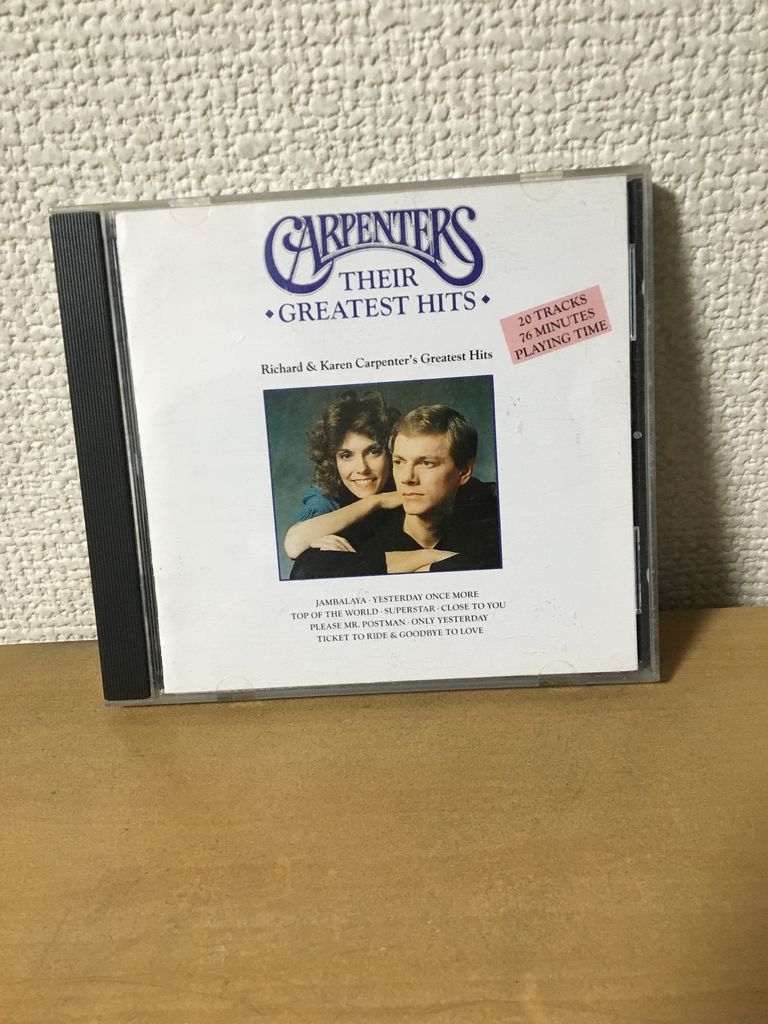 CARPENTERS
THEIR
◆GREATEST HITS◆
20 TRACKS
76 MINUTES
PLAYING TIME
Richard & Karen Carpenter's Greatest Hits
JAMBALAYA · YESTERDAY ONCE MORE
TOP OF THE WORLD · SUPERSTAR · CLOSE TO YOU
PLEASE MR. POSTMAN · ONLY YESTERDAY
TICKET TO RIDE & GOODBYE TO LOVE